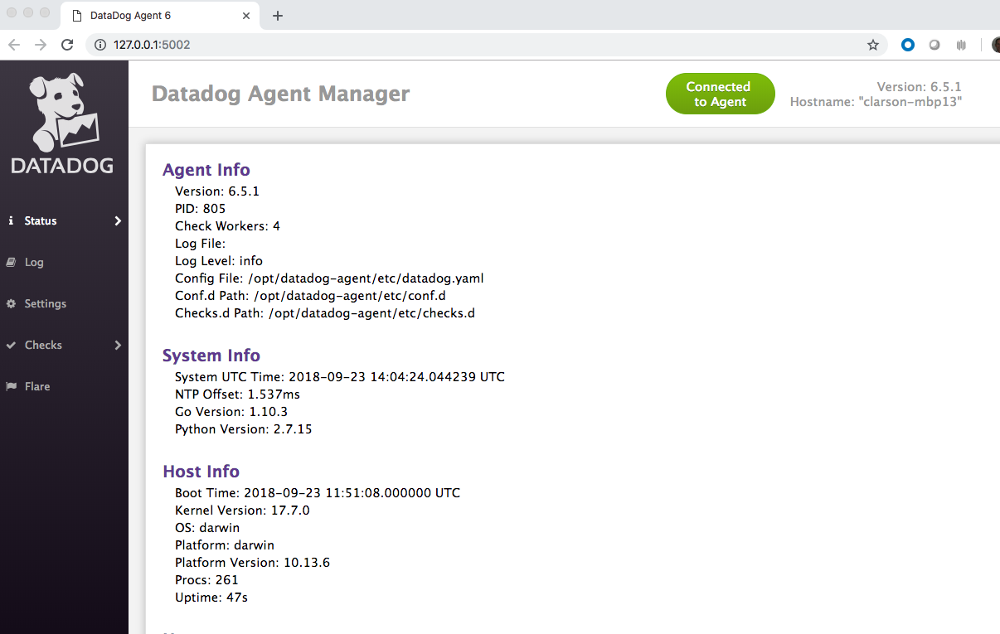 DataDog Agent 6
127.0.0.1:5002
DATADOG
Status
Log
Settings
Checks
Flare
Datadog Agent Manager
Connected
to Agent
Version: 6.5.1
Hostname: "clarson-mbp13"
Agent Info
Version: 6.5.1
PID: 805
Check Workers: 4
Log File:
Log Level: info
Config File: /opt/datadog-agent/etc/datadog.yaml
Conf.d Path: /opt/datadog-agent/etc/conf.d
Checks.d Path: /opt/datadog-agent/etc/checks.d
System Info
System UTC Time: 2018-09-23 14:04:24.044239 UTC
NTP Offset: 1.537ms
Go Version: 1.10.3
Python Version: 2.7.15
Host Info
Boot Time: 2018-09-23 11:51:08.000000 UTC
Kernel Version: 17.7.0
OS: darwin
Platform: darwin
Platform Version: 10.13.6
Procs: 261
Uptime: 47s